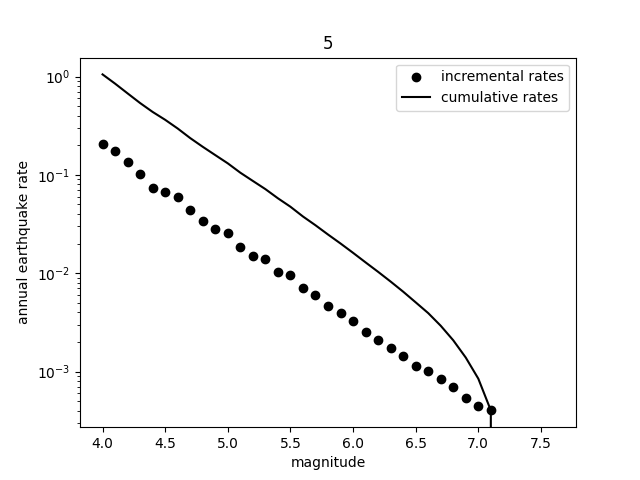 5
incremental rates
cumulative rates
annual earthquake rate
10⁰
10⁻¹
10⁻²
10⁻³
4.0 4.5 5.0 5.5 6.0 6.5 7.0 7.5
magnitude